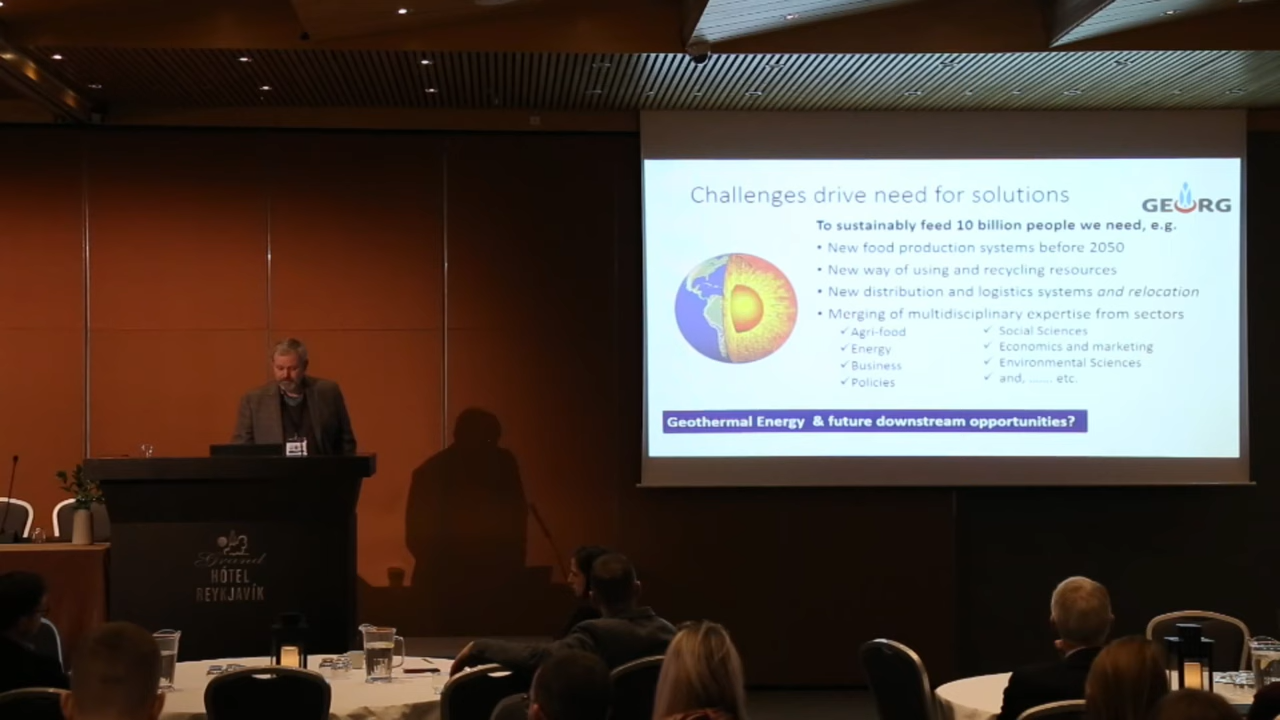 Challenges drive need for solutions
GEORG
To sustainably feed 10 billion people we need, e.g.
• New food production systems before 2050
• New way of using and recycling resources
• New distribution and logistics systems and relocation
• Merging of multidisciplinary expertise from sectors
✓ Agri-food
✓ Energy
✓ Business
✓ Policies
✓ Social Sciences
✓ Economics and marketing
✓ Environmental Sciences
✓ and, ...... etc.
Geothermal Energy & future downstream opportunities?
Grand
HÓTEL
REYKJAVÍK